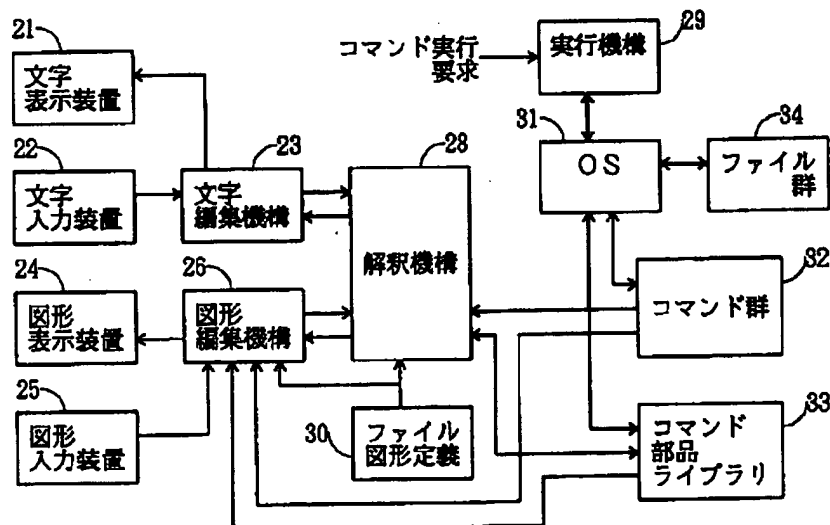 21
文字
表示装置
22
文字
入力装置
23
文字
編集機構
24
図形
表示装置
25
図形
入力装置
26
図形
編集機構
28
解釈機構
30
ファイル
図形定義
コマンド実行
要求
29
実行機構
31
OS
34
ファイル
群
32
コマンド群
33
コマンド
部品
ライブラリ